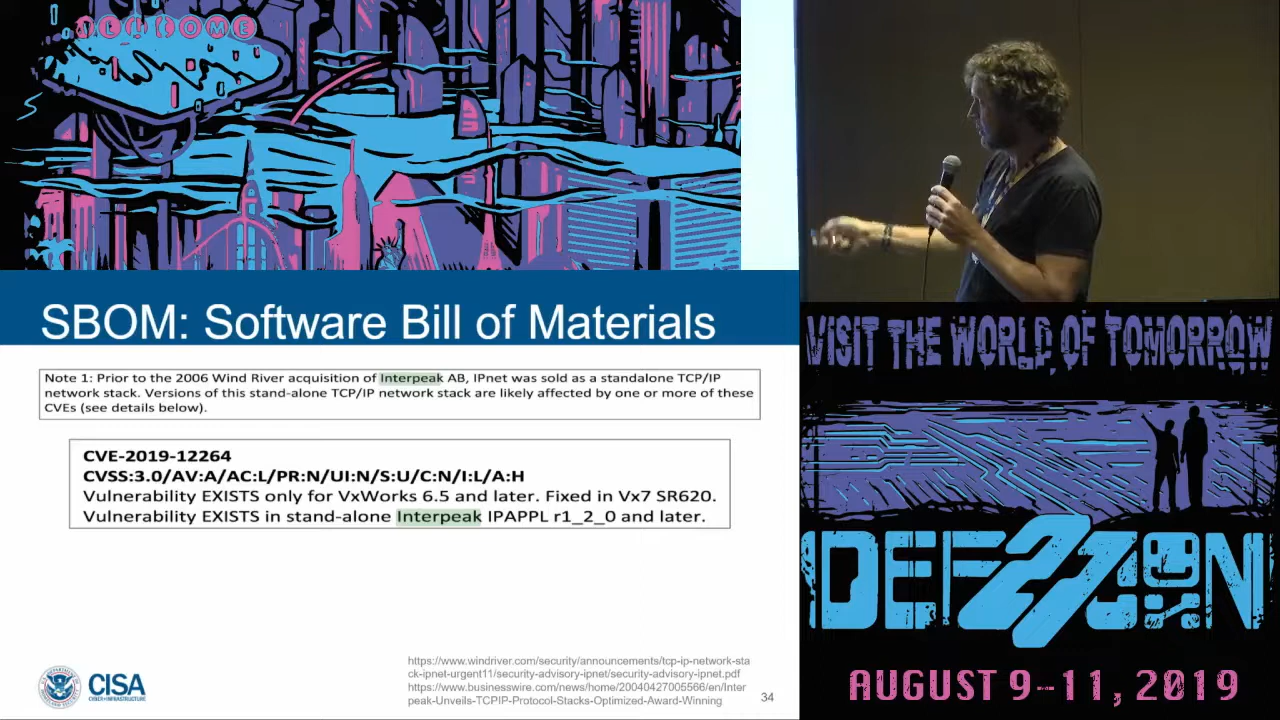 WELCOME
SBOM: Software Bill of Materials
Note 1: Prior to the 2006 Wind River acquisition of Interpeak AB, IPnet was sold as a standalone TCP/IP
network stack. Versions of this stand-alone TCP/IP network stack are likely affected by one or more of these
CVEs (see details below).
CVE-2019-12264
CVSS:3.0/AV:A/AC:L/PR:N/UI:N/S:U/C:N/I:L/A:H
Vulnerability EXISTS only for VxWorks 6.5 and later. Fixed in Vx7 SR620.
Vulnerability EXISTS in stand-alone Interpeak IPAPPL r1_2_0 and later.
https://www.windriver.com/security/announcements/tcp-ip-network-sta
ck-ipnet-urgent11/security-advisory-ipnet/security-advisory-ipnet.pdf
https://www.businesswire.com/news/home/20040427005566/en/Inter
peak-Unveils-TCPIP-Protocol-Stacks-Optimized-Award-Winning
34
CISA
CYBER+INFRASTRUCTURE
VISIT THE WORLD OF TOMORROW
DEF 27 CON
AUGUST 9-11, 2019